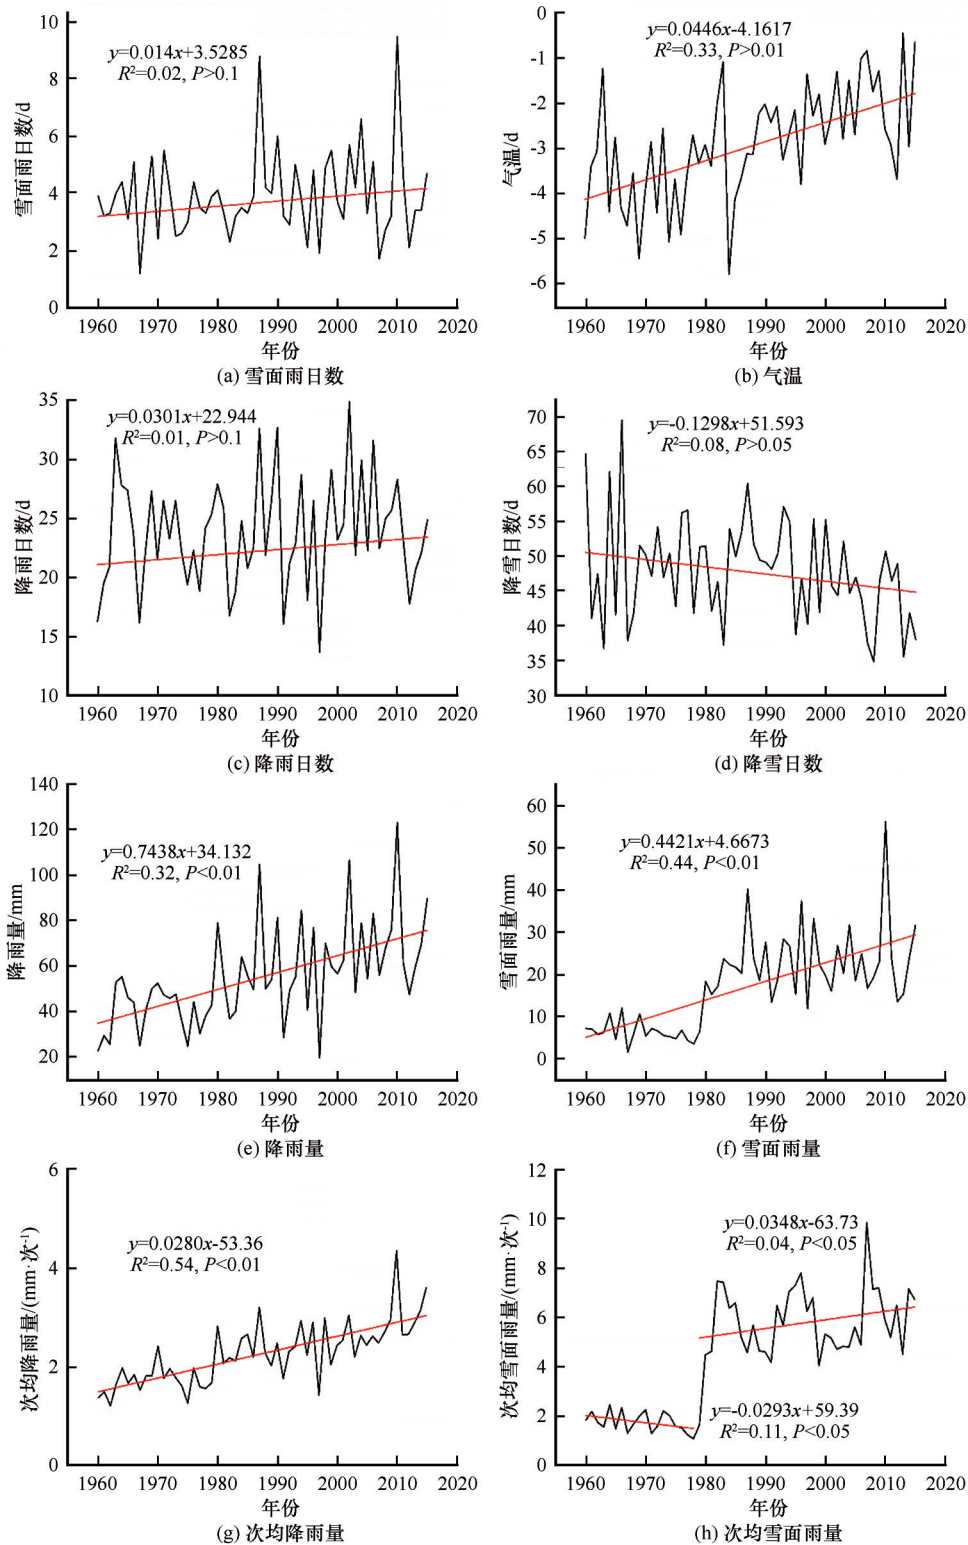 10
8
6
4
2
0
雪面雨日数/d
y=0.014x+3.5285
R²=0.02, P>0.1
1960 1970 1980 1990 2000 2010 2020
年份
(a) 雪面雨日数
0
-1
-2
-3
-4
-5
-6
气温/d
y=0.0446x-4.1617
R²=0.33, P>0.01
1960 1970 1980 1990 2000 2010 2020
年份
(b) 气温
35
30
25
20
15
10
降雨日数/d
y=0.0301x+22.944
R²=0.01, P>0.1
1960 1970 1980 1990 2000 2010 2020
年份
(c) 降雨日数
70
65
60
55
50
45
40
35
30
降雪日数/d
y=-0.1298x+51.593
R²=0.08, P>0.05
1960 1970 1980 1990 2000 2010 2020
年份
(d) 降雪日数
140
120
100
80
60
40
20
降雨量/mm
y=0.7438x+34.132
R²=0.32, P<0.01
1960 1970 1980 1990 2000 2010 2020
年份
(e) 降雨量
60
50
40
30
20
10
0
雪面雨量/mm
y=0.4421x+4.6673
R²=0.44, P<0.01
1960 1970 1980 1990 2000 2010 2020
年份
(f) 雪面雨量
6
4
2
0
次均降雨量/(mm·次⁻¹)
y=0.0280x-53.36
R²=0.54, P<0.01
1960 1970 1980 1990 2000 2010 2020
年份
(g) 次均降雨量
12
10
8
6
4
2
0
次均雪面雨量/(mm·次⁻¹)
y=0.0348x-63.73
R²=0.04, P<0.05
y=-0.0293x+59.39
R²=0.11, P<0.05
1960 1970 1980 1990 2000 2010 2020
年份
(h) 次均雪面雨量